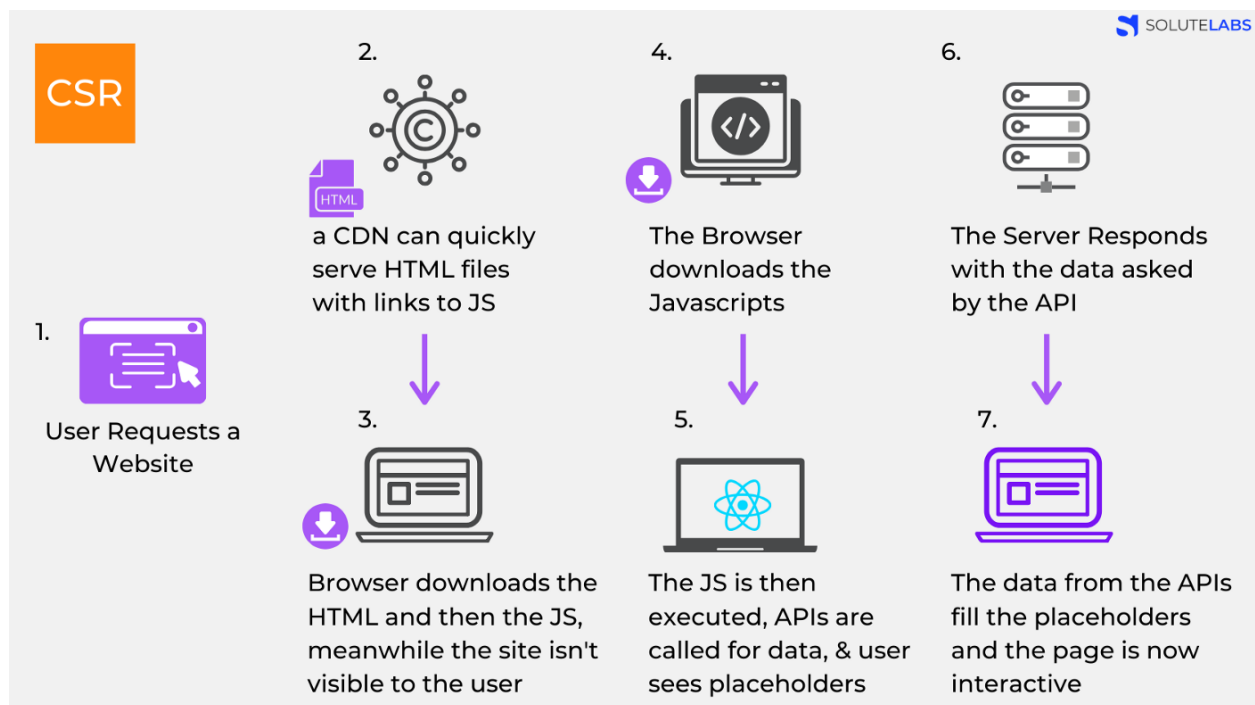 SOLUTELABS
CSR
1.
User Requests a
Website
2.
C
HTML
a CDN can quickly
serve HTML files
with links to JS
3.
Browser downloads the
HTML and then the JS,
meanwhile the site isn't
visible to the user
4.
</>
The Browser
downloads the
Javascripts
5.
The JS is then
executed, APIs are
called for data, & user
sees placeholders
6.
The Server Responds
with the data asked
by the API
7.
The data from the APIs
fill the placeholders
and the page is now
interactive